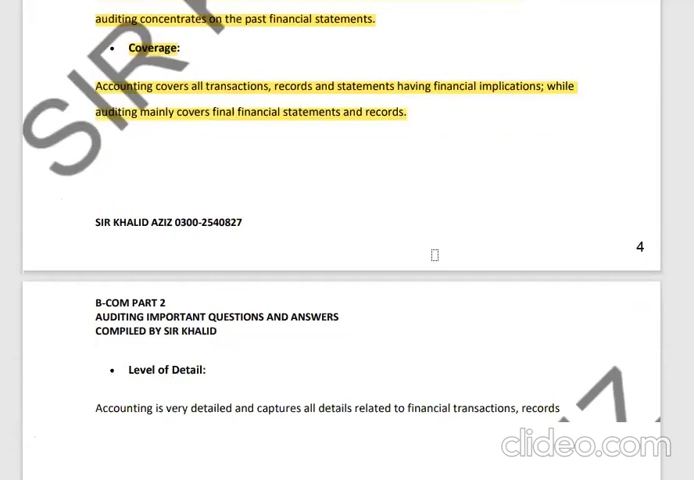 auditing concentrates on the past financial statements.
• Coverage:
Accounting covers all transactions, records and statements having financial implications; while
auditing mainly covers final financial statements and records.
SIR K
SIR KHALID AZIZ 0300-2540827
4
B-COM PART 2
AUDITING IMPORTANT QUESTIONS AND ANSWERS
COMPILED BY SIR KHALID
• Level of Detail:
Accounting is very detailed and captures all details related to financial transactions, records
clideo.com